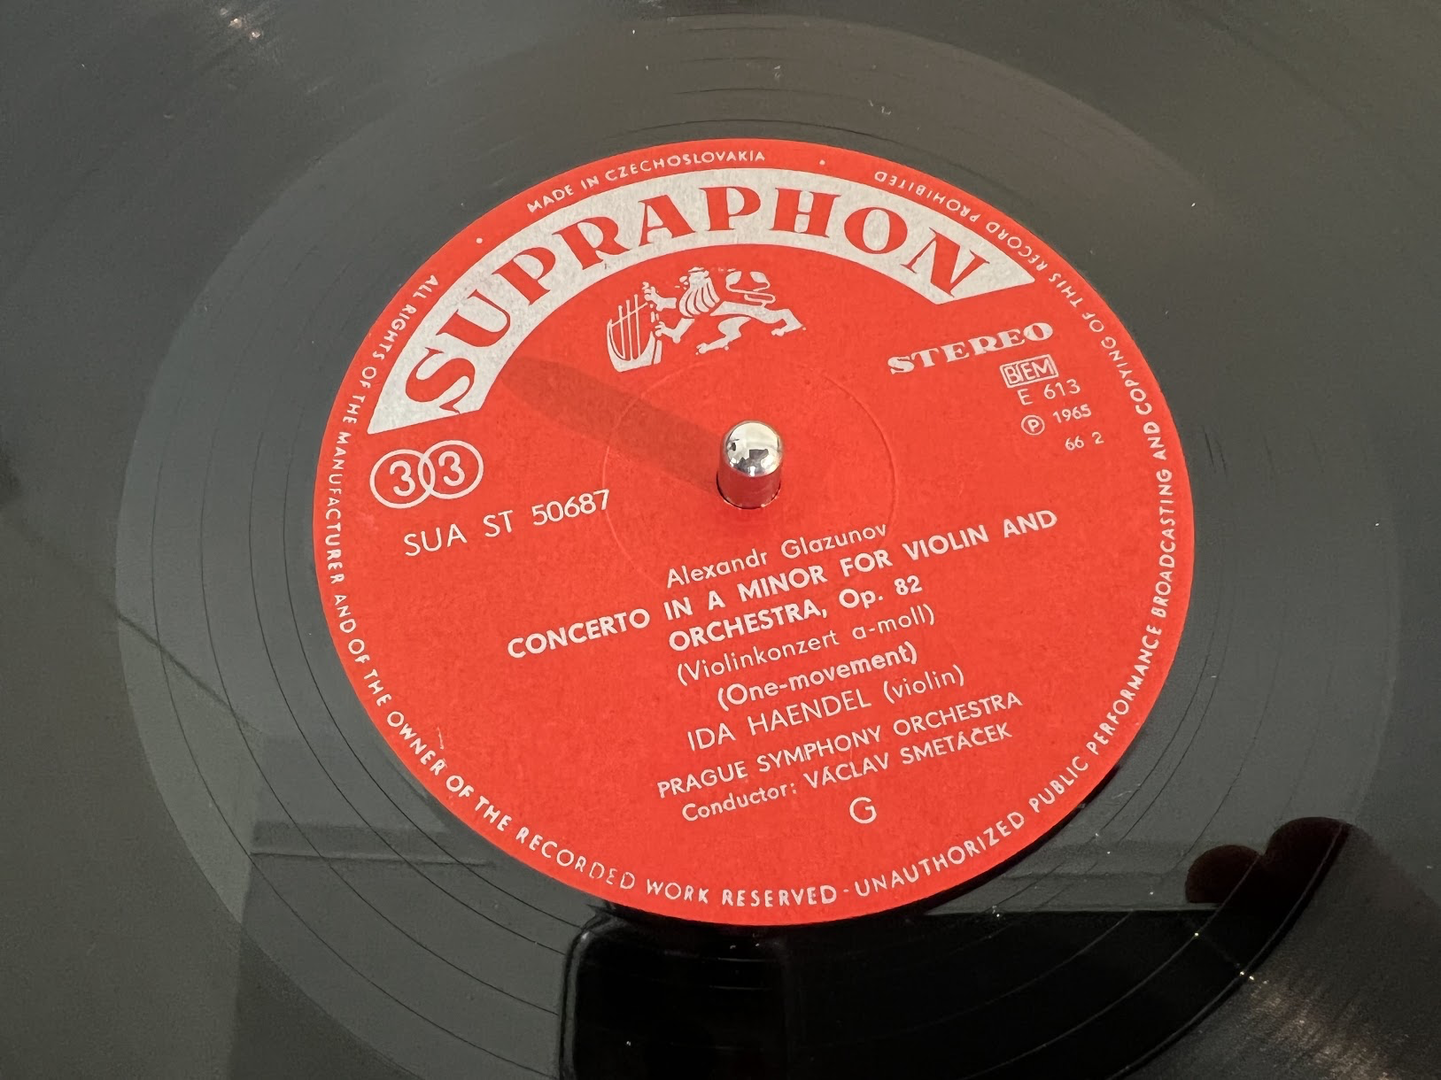 MADE IN CZECHOSLOVAKIA
SUPRAPHON
STEREO
BIEM
E 613
Ⓟ 1965
66 2
33
SUA ST 50687
Alexandr Glazunov
CONCERTO IN A MINOR FOR VIOLIN AND
ORCHESTRA, Op. 82
(Violinkonzert a-moll)
(One-movement)
IDA HAENDEL (violin)
PRAGUE SYMPHONY ORCHESTRA
Conductor: VÁCLAV SMETÁČEK
G
ALL RIGHTS OF THE MANUFACTURER AND OF THE OWNER OF THE RECORDED WORK RESERVED - UNAUTHORIZED PUBLIC PERFORMANCE BROADCASTING AND COPYING OF THIS RECORD PROHIBITED